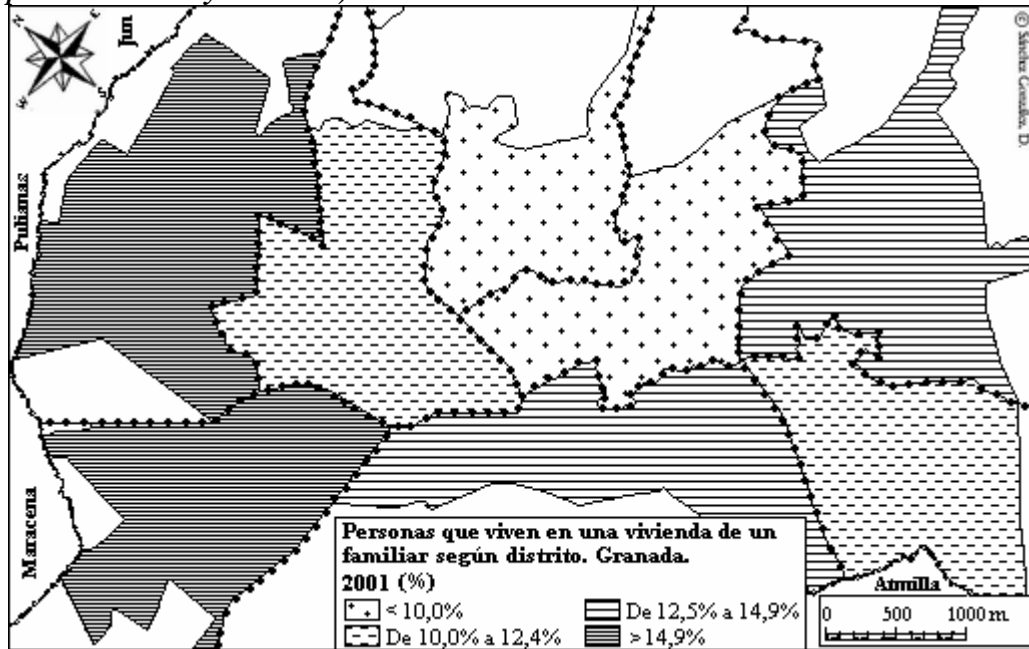 N
E
S
W
Jun
© Sánchez González, D.
Pulianas
Maracena
Personas que viven en una vivienda de un
familiar según distrito. Granada.
2001 (%)
< 10,0%
De 12,5% a 14,9%
De 10,0% a 12,4%
>14,9%
Armilla
0 500 1000 m.